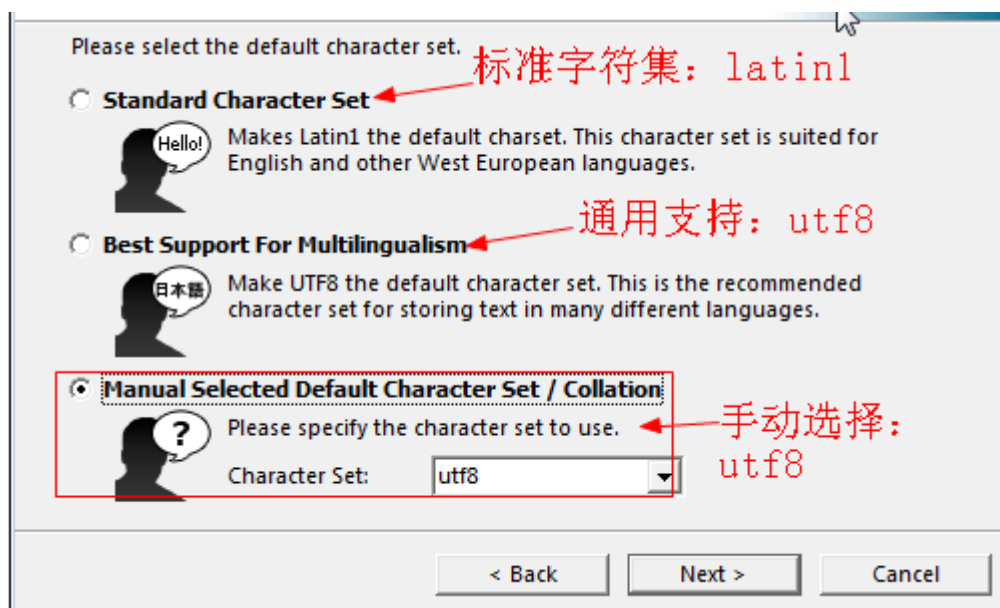 Please select the default character set.
标准字符集：latin1
Standard Character Set
Hello!
Makes Latin1 the default charset. This character set is suited for
English and other West European languages.
通用支持：utf8
Best Support For Multilingualism
日本語
Make UTF8 the default character set. This is the recommended
character set for storing text in many different languages.
Manual Selected Default Character Set / Collation
?
Please specify the character set to use.
手动选择：
utf8
Character Set:
utf8
< Back
Next >
Cancel